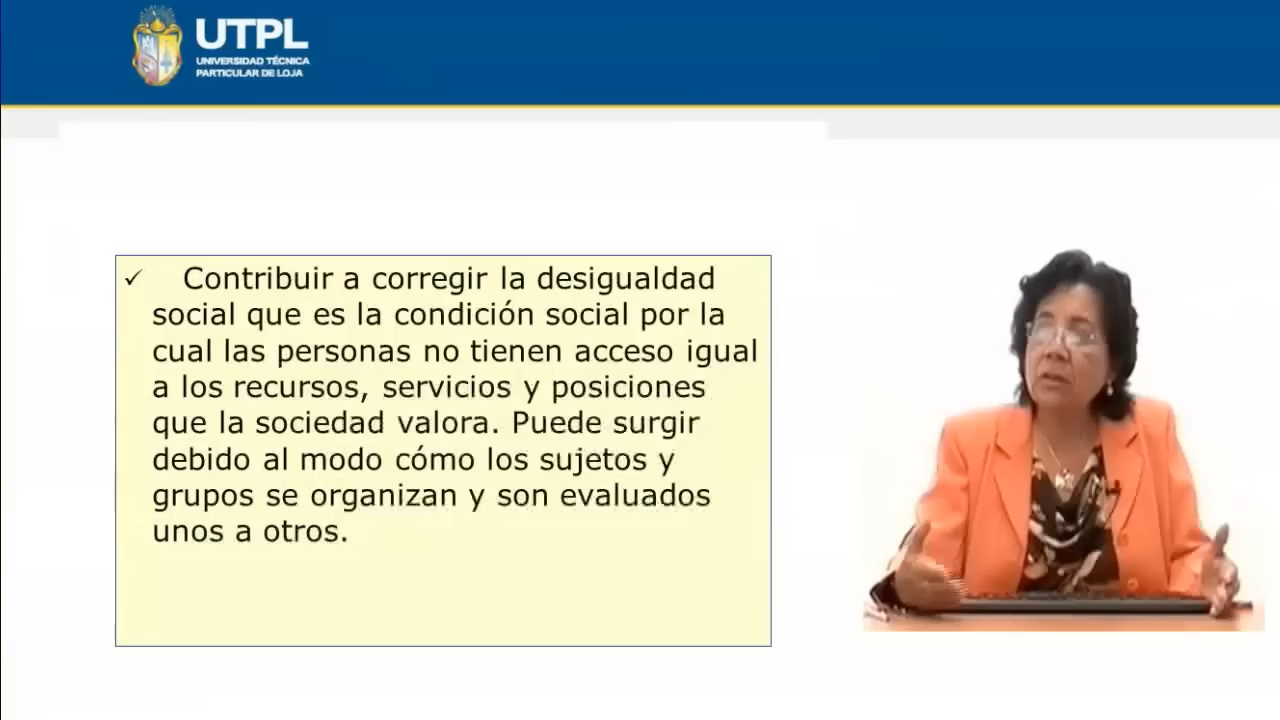 UTPL
UNIVERSIDAD TÉCNICA
PARTICULAR DE LOJA
✓ Contribuir a corregir la desigualdad
social que es la condición social por la
cual las personas no tienen acceso igual
a los recursos, servicios y posiciones
que la sociedad valora. Puede surgir
debido al modo cómo los sujetos y
grupos se organizan y son evaluados
unos a otros.